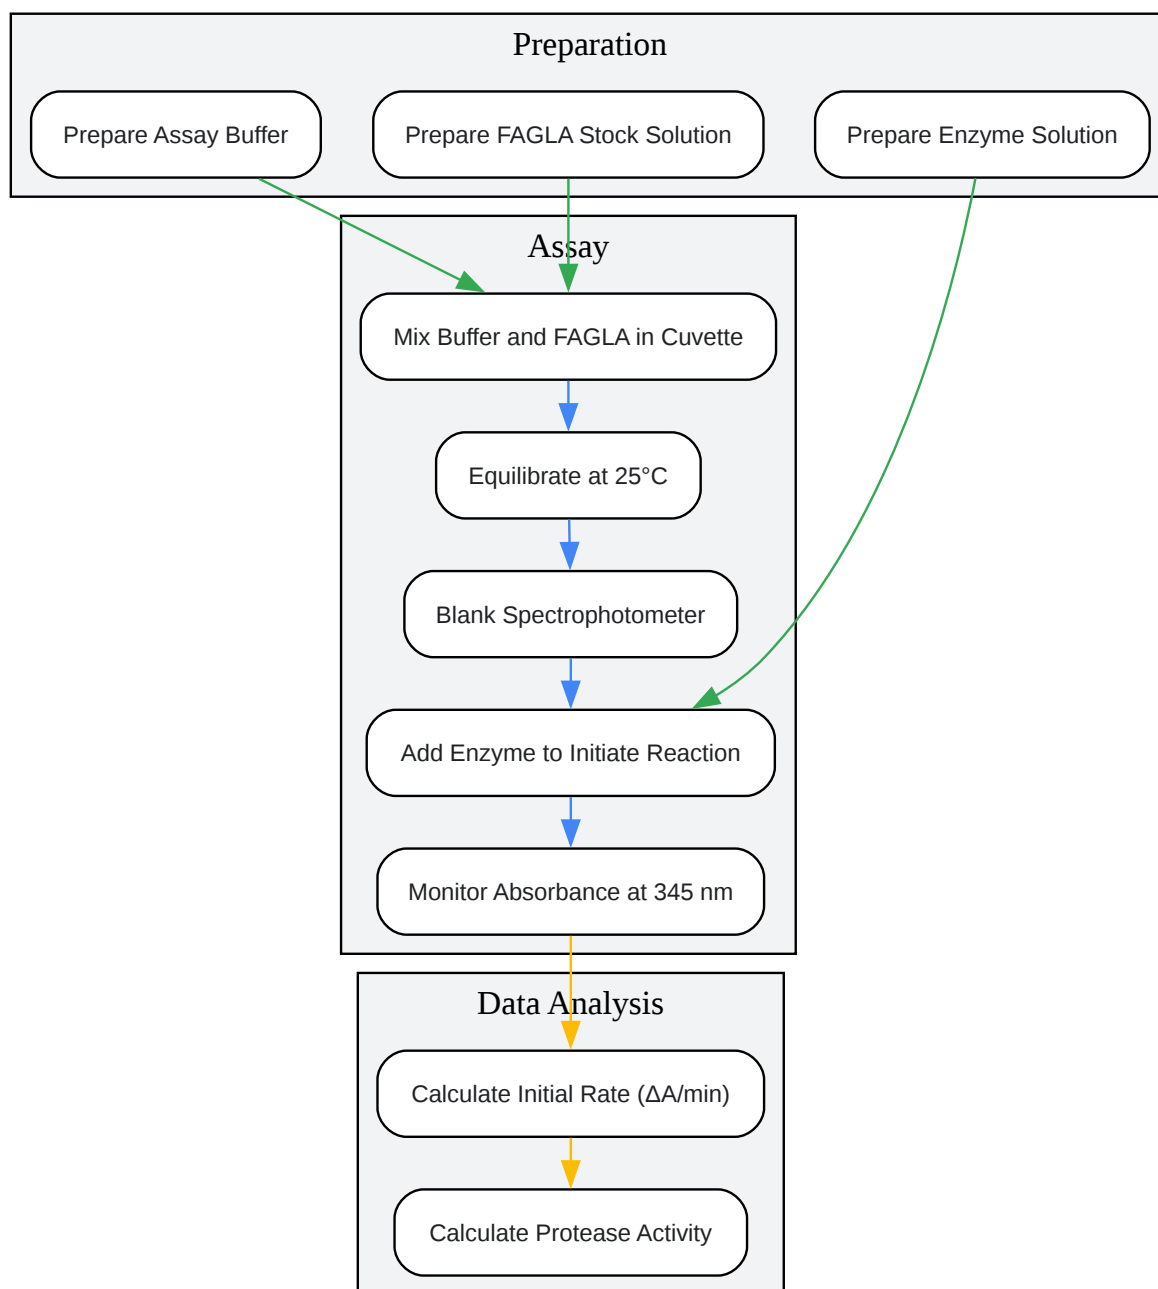 Preparation
Prepare Assay Buffer
Prepare FAGLA Stock Solution
Prepare Enzyme Solution
Assay
Mix Buffer and FAGLA in Cuvette
Equilibrate at 25°C
Blank Spectrophotometer
Add Enzyme to Initiate Reaction
Monitor Absorbance at 345 nm
Data Analysis
Calculate Initial Rate (ΔA/min)
Calculate Protease Activity